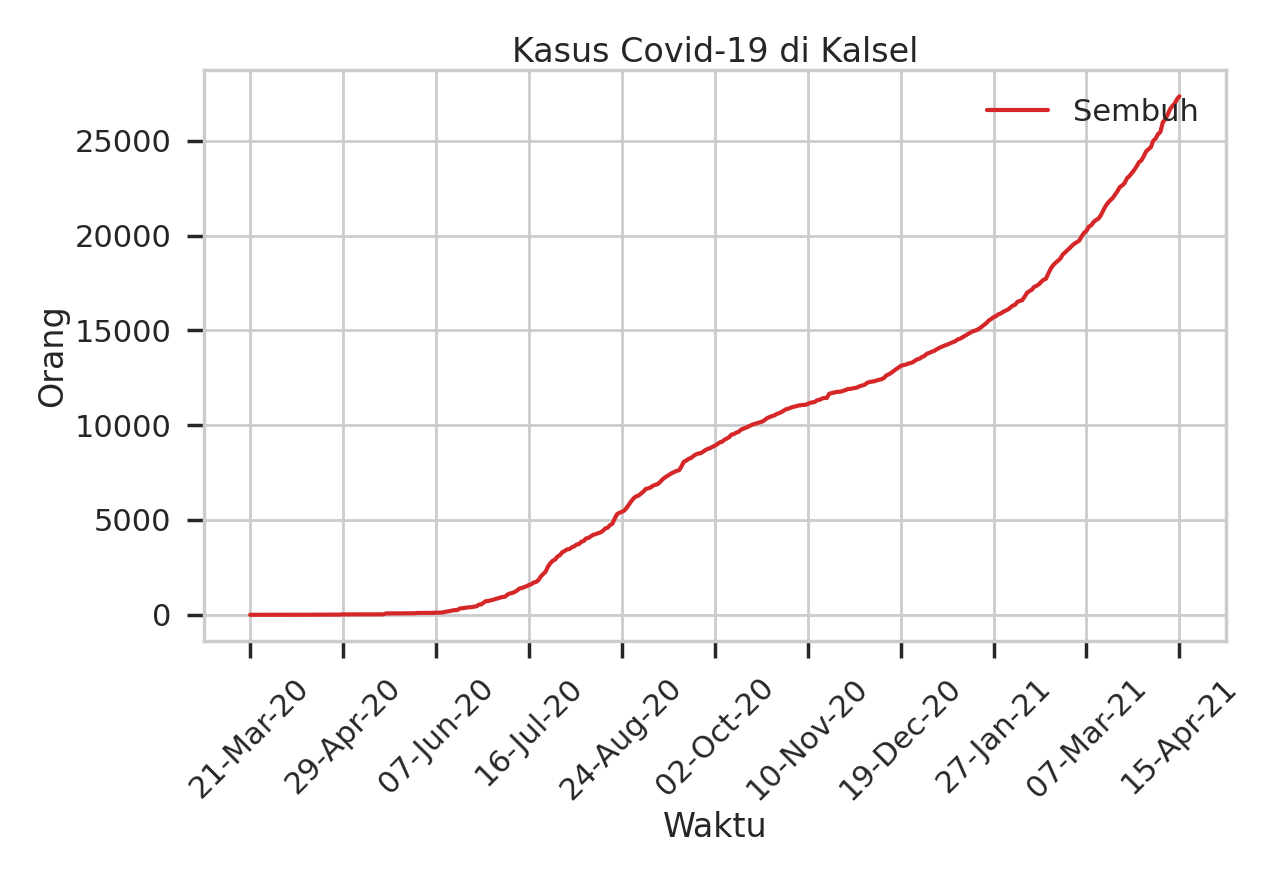 Kasus Covid-19 di Kalsel
Sembuh
Orang
25000
20000
15000
10000
5000
0
21-Mar-20
29-Apr-20
07-Jun-20
16-Jul-20
24-Aug-20
02-Oct-20
10-Nov-20
19-Dec-20
27-Jan-21
07-Mar-21
15-Apr-21
Waktu